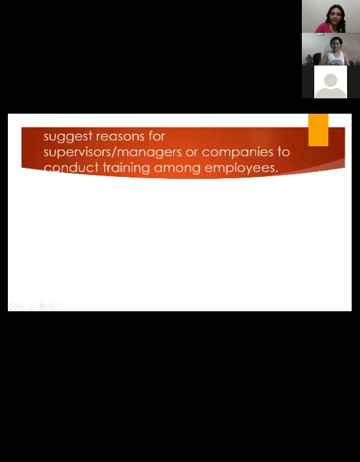 suggest reasons for
supervisors/managers or companies to
conduct training among employees.